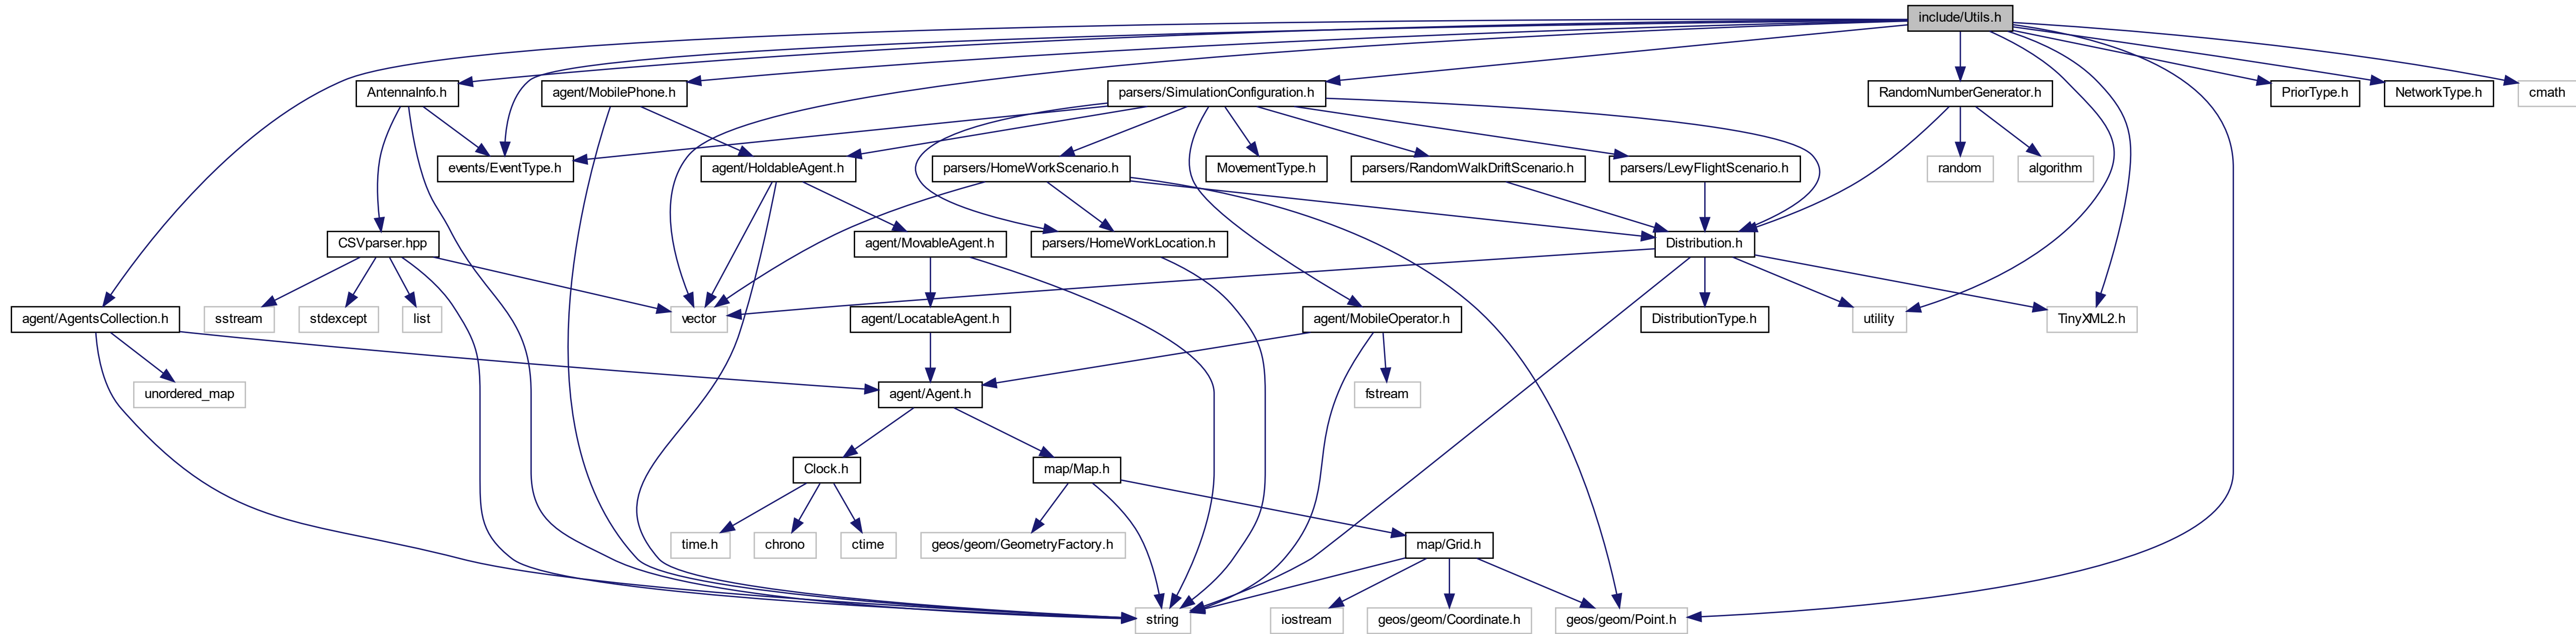 include/Utils.h
AntennaInfo.h
agent/MobilePhone.h
parsers/SimulationConfiguration.h
RandomNumberGenerator.h
PriorType.h
NetworkType.h
cmath
events/EventType.h
agent/HoldableAgent.h
parsers/HomeWorkScenario.h
MovementType.h
parsers/RandomWalkDriftScenario.h
parsers/LevyFlightScenario.h
random
algorithm
CSVparser.hpp
agent/MovableAgent.h
parsers/HomeWorkLocation.h
Distribution.h
agent/AgentsCollection.h
sstream
stdexcept
list
vector
agent/LocatableAgent.h
agent/MobileOperator.h
DistributionType.h
utility
TinyXML2.h
unordered_map
agent/Agent.h
fstream
Clock.h
map/Map.h
time.h
chrono
ctime
geos/geom/GeometryFactory.h
map/Grid.h
string
iostream
geos/geom/Coordinate.h
geos/geom/Point.h